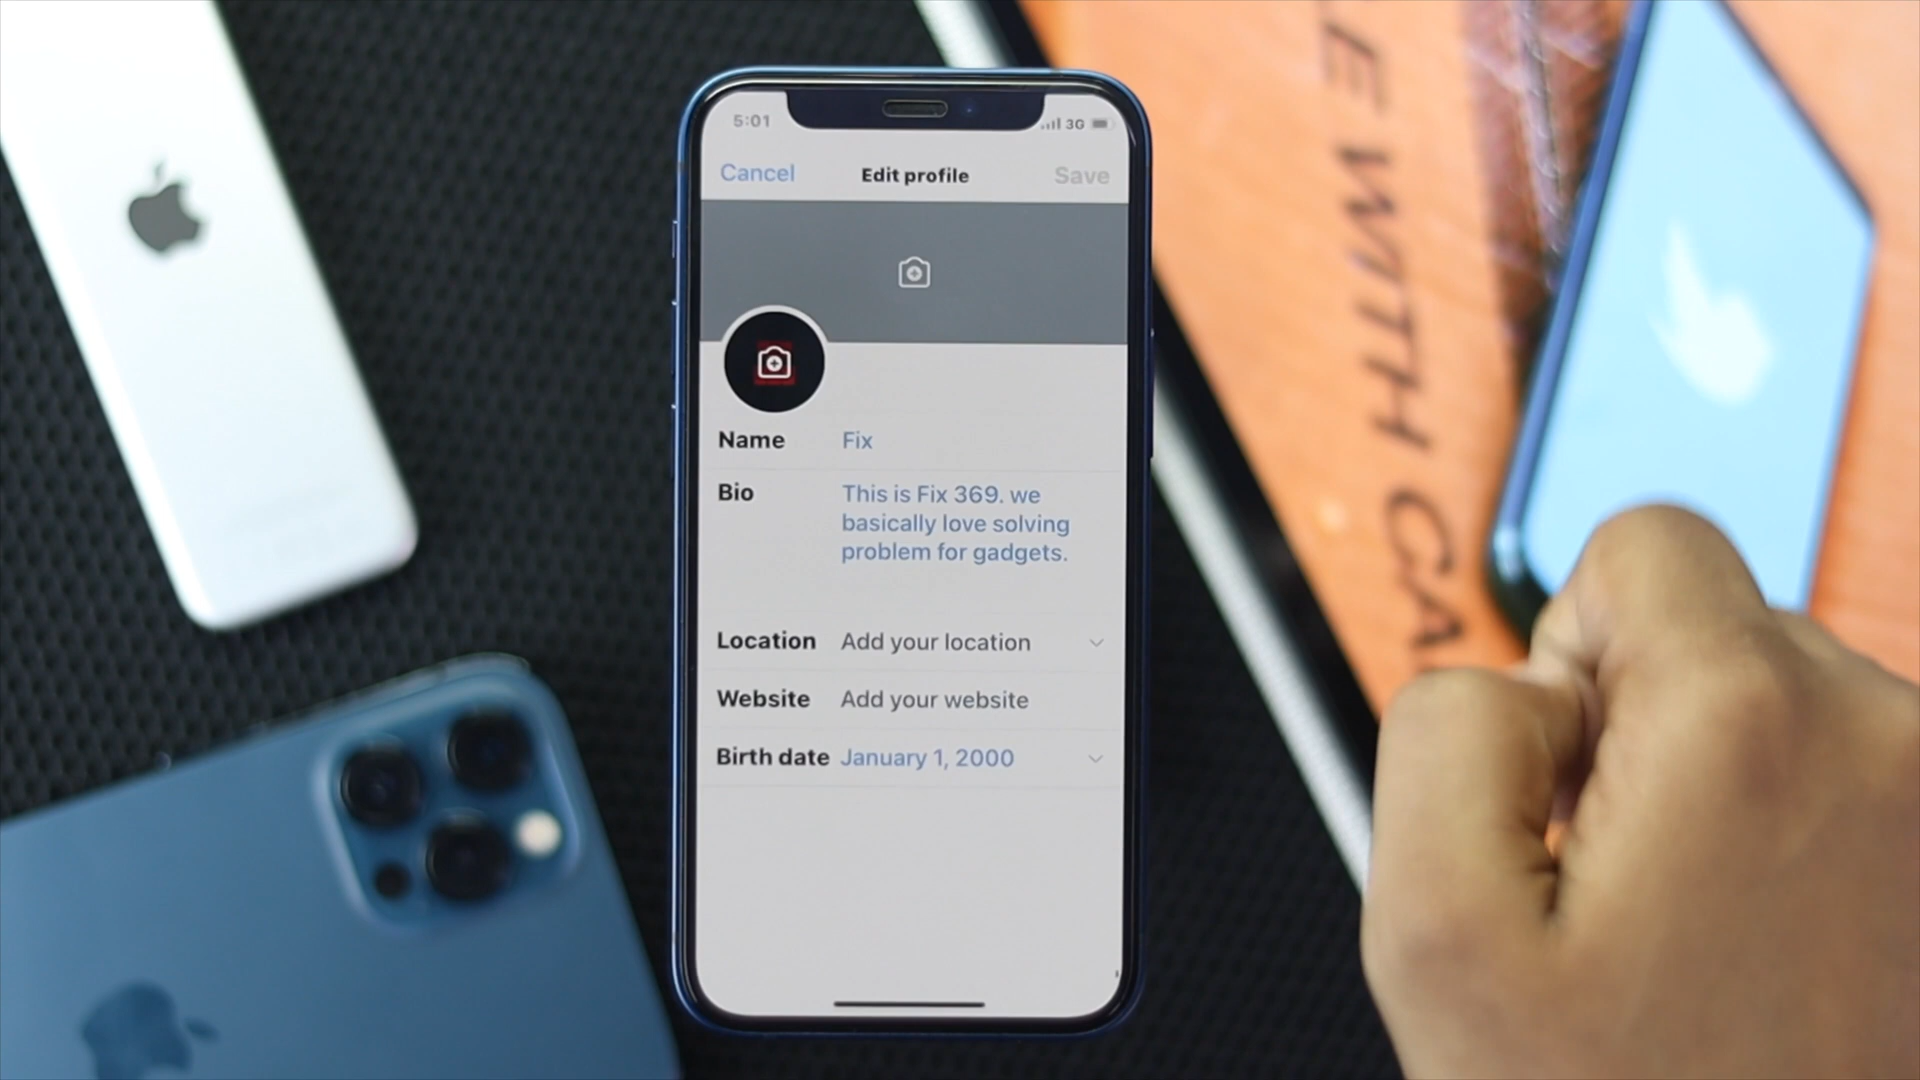 5:01
3G
Cancel Edit profile Save
Name Fix
Bio This is Fix 369. we
basically love solving
problem for gadgets.
Location Add your location
Website Add your website
Birth date January 1, 2000
WITH